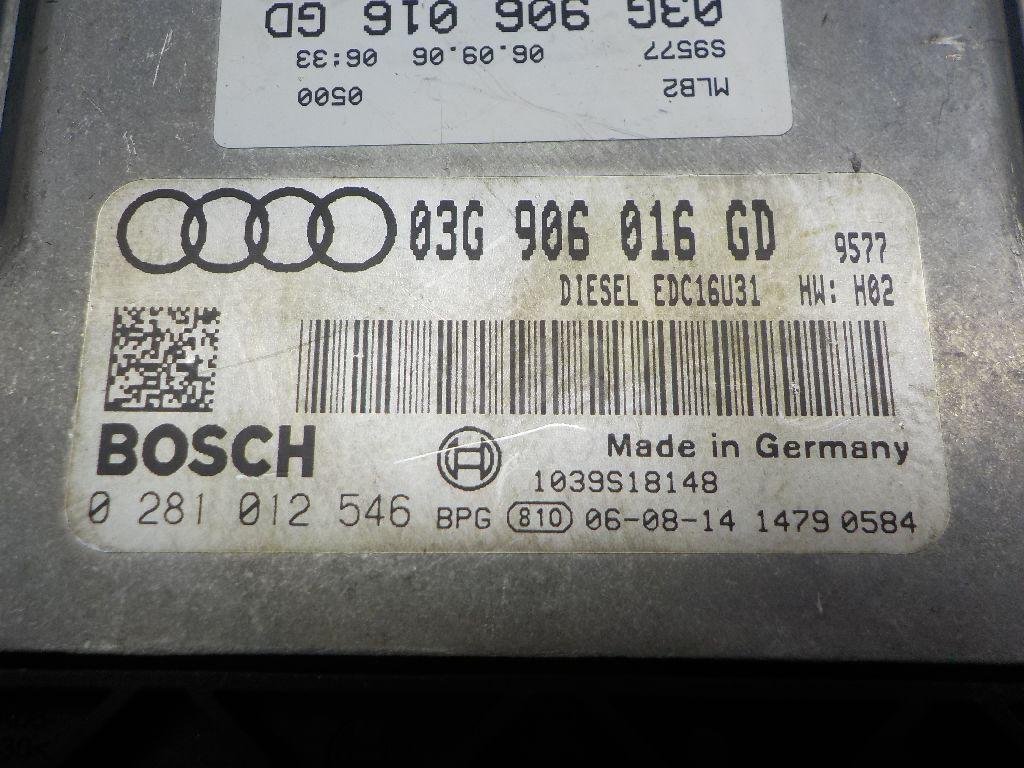 03G 906 016 GD
S9577 06.09.06 06:33
MLB2 0500
03G 906 016 GD 9577
DIESEL EDC16U31 HW: H02
BOSCH Made in Germany
1039S18148
0 281 012 546 BPG 810 06-08-14 1479 0584